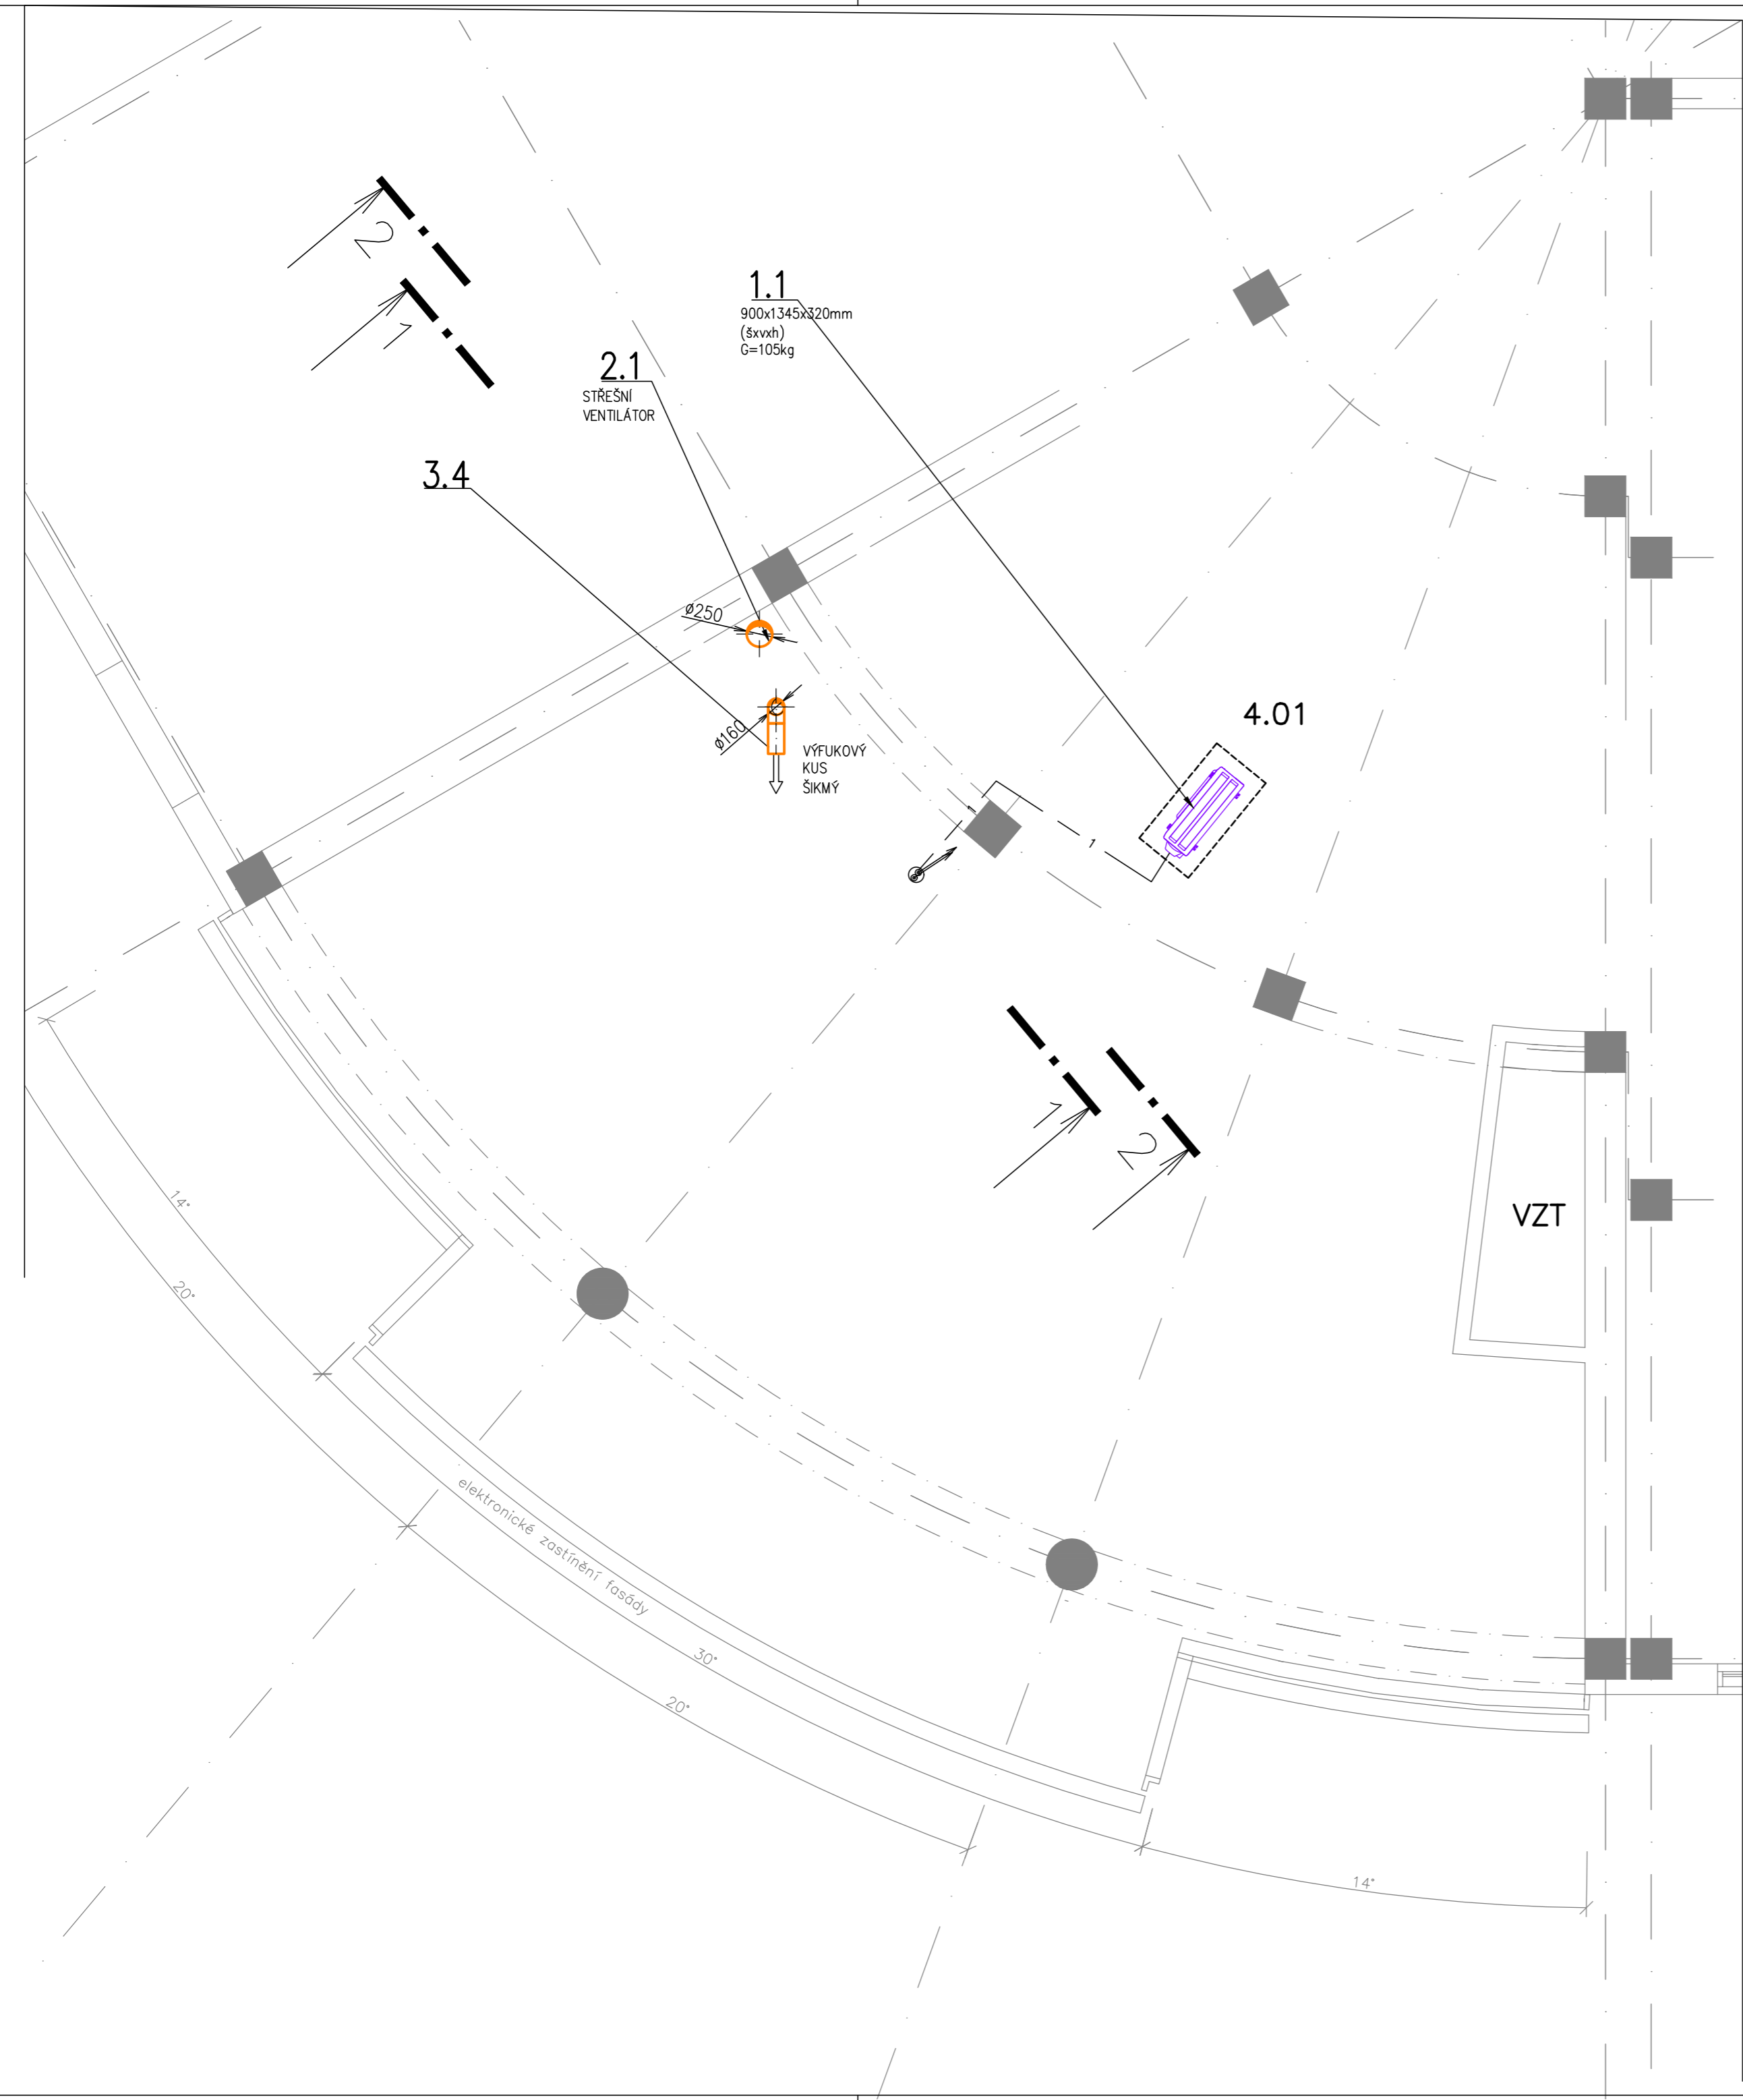 2
1
1.1
900x1345x320mm
(šxvxh)
G=105kg
2.1
STŘEŠNÍ
VENTILÁTOR
3.4
ø250
ø160
VÝFUKOVÝ
KUS
ŠIKMÝ
4.01
1
1
1
2
VZT
14°
20°
elektronické zastínění fasády
30°
20°
14°